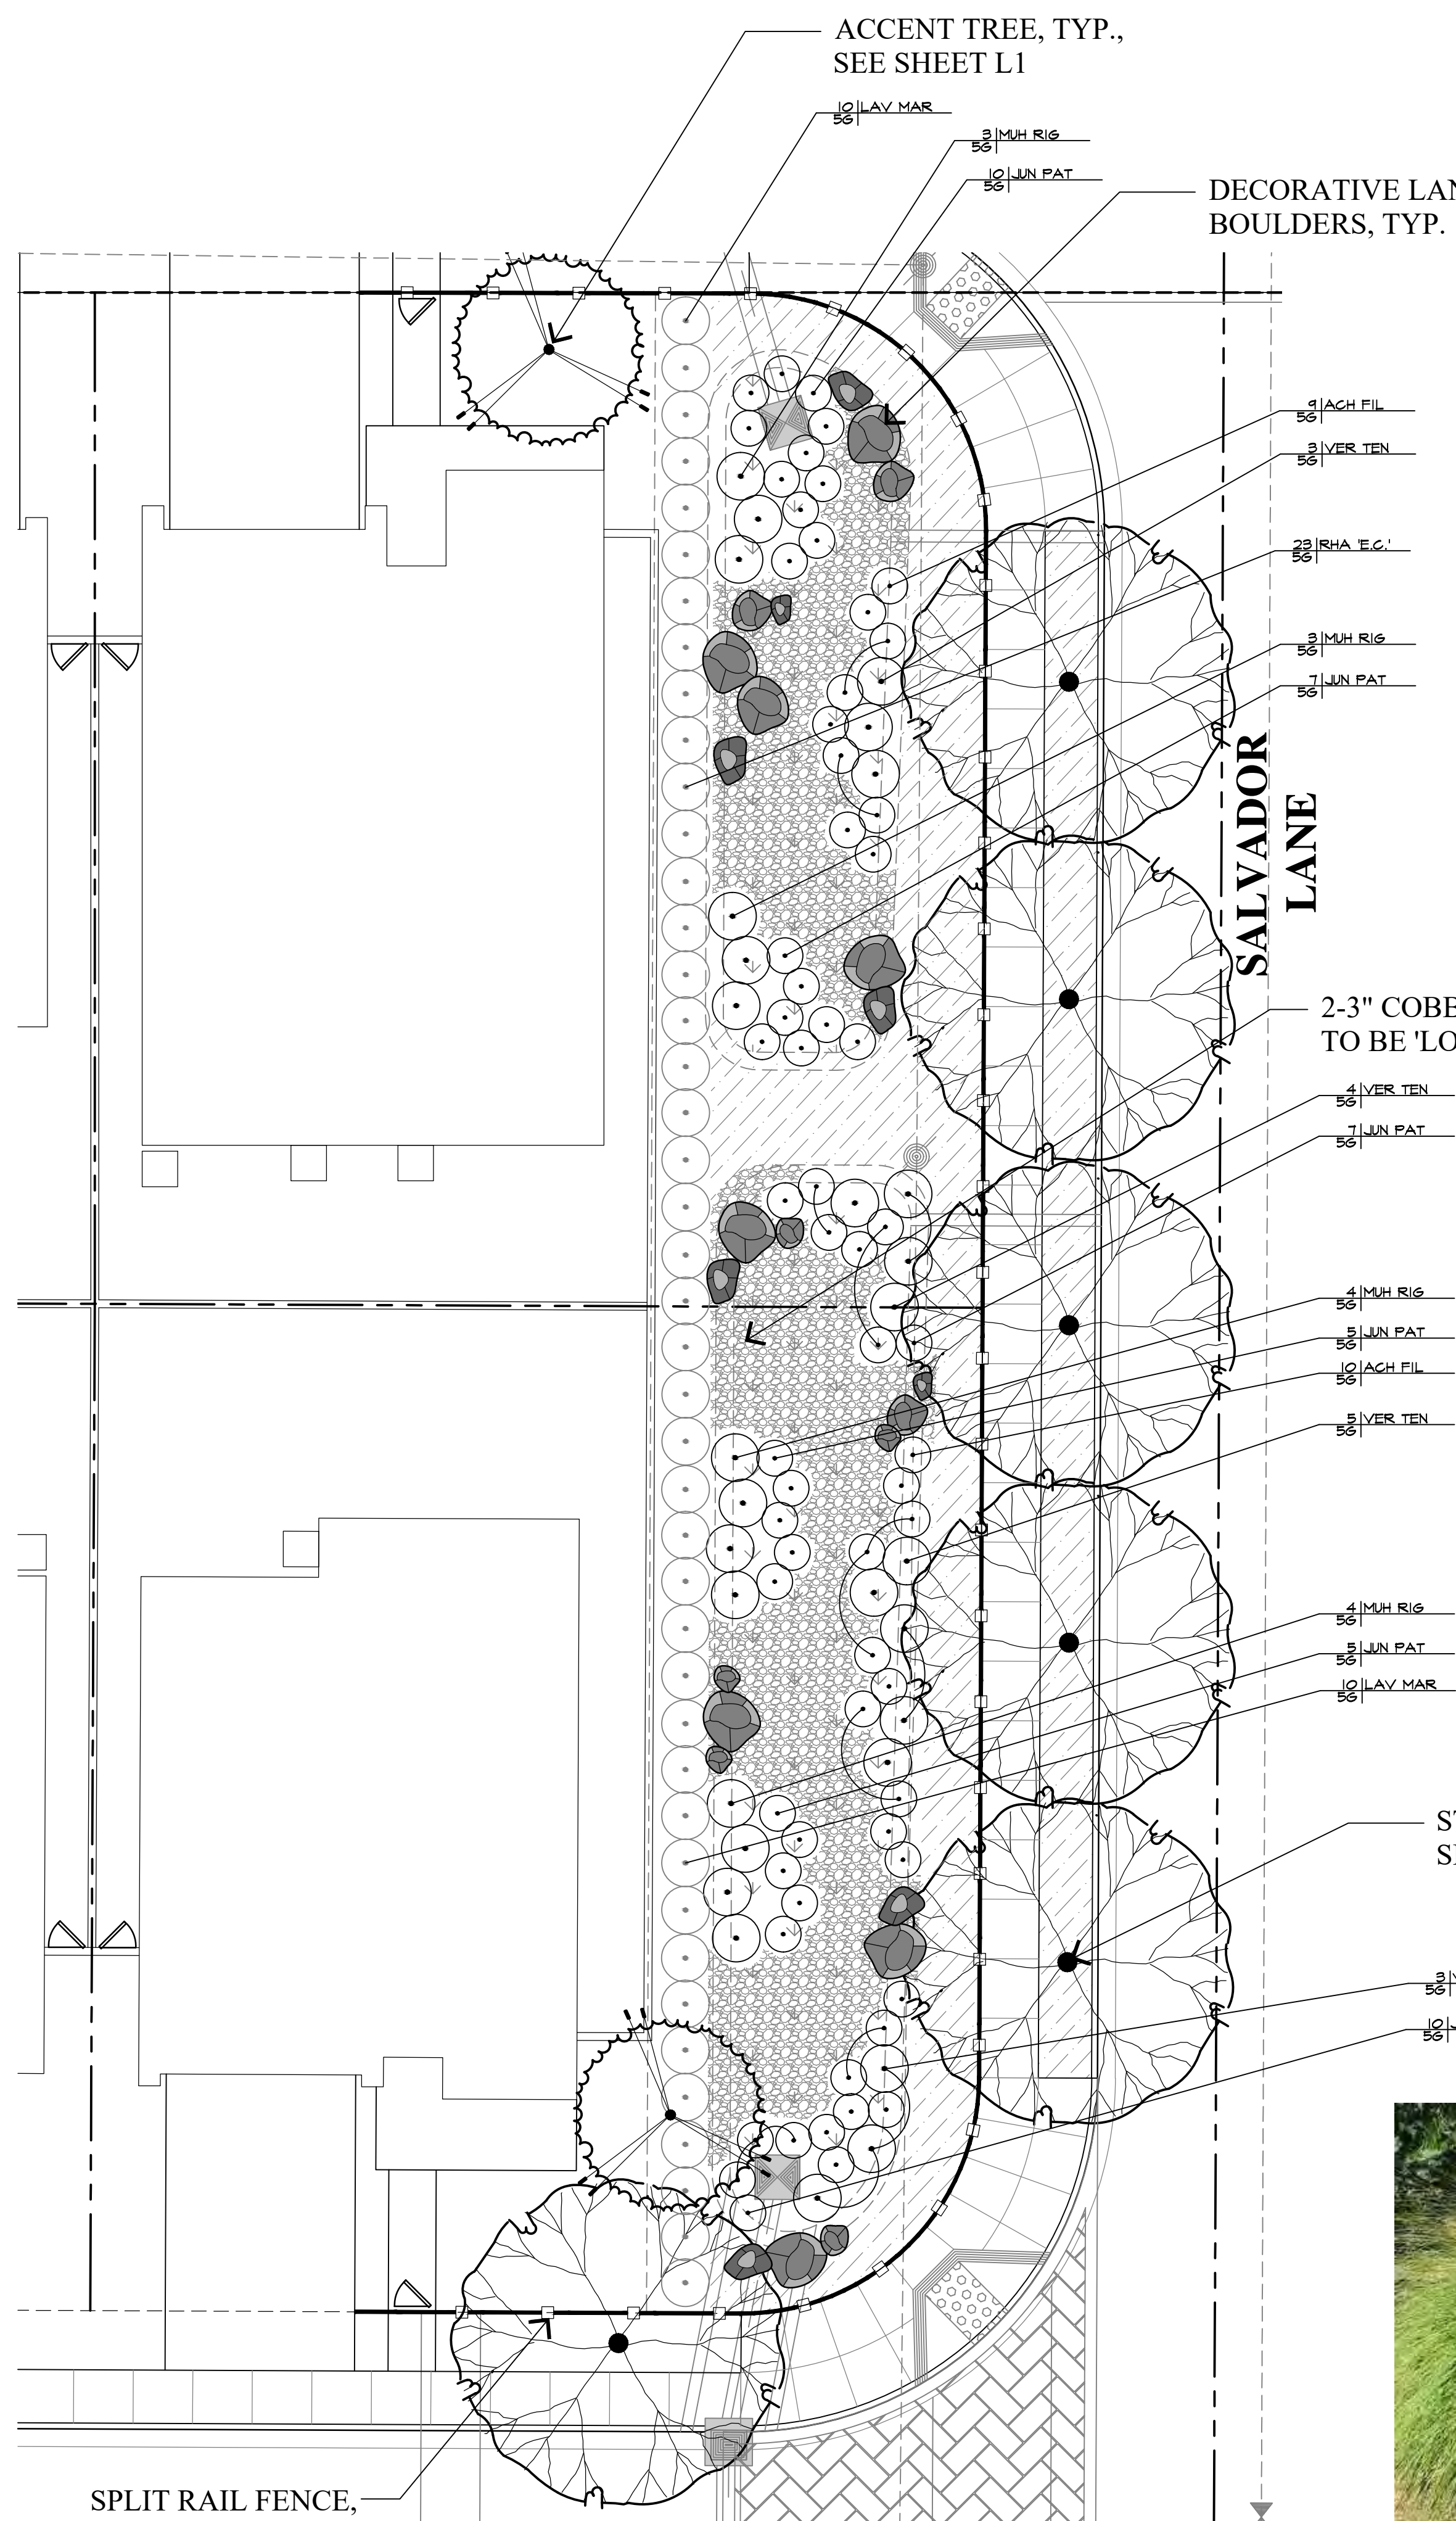 ACCENT TREE, TYP.,
SEE SHEET L1
10 LAV MAR
5G
3 MUH RIG
5G
10 JUN PAT
5G
DECORATIVE LAN
BOULDERS, TYP.
9 ACH FIL
5G
3 VER TEN
5G
23 RHA 'E.C.'
5G
3 MUH RIG
5G
7 JUN PAT
5G
SALVADOR
LANE
2-3" COBB
TO BE 'LO
4 VER TEN
5G
7 JUN PAT
5G
4 MUH RIG
5G
5 JUN PAT
5G
10 ACH FIL
5G
5 VER TEN
5G
4 MUH RIG
5G
5 JUN PAT
5G
10 LAV MAR
5G
3
5G
10
5G
SPLIT RAIL FENCE,